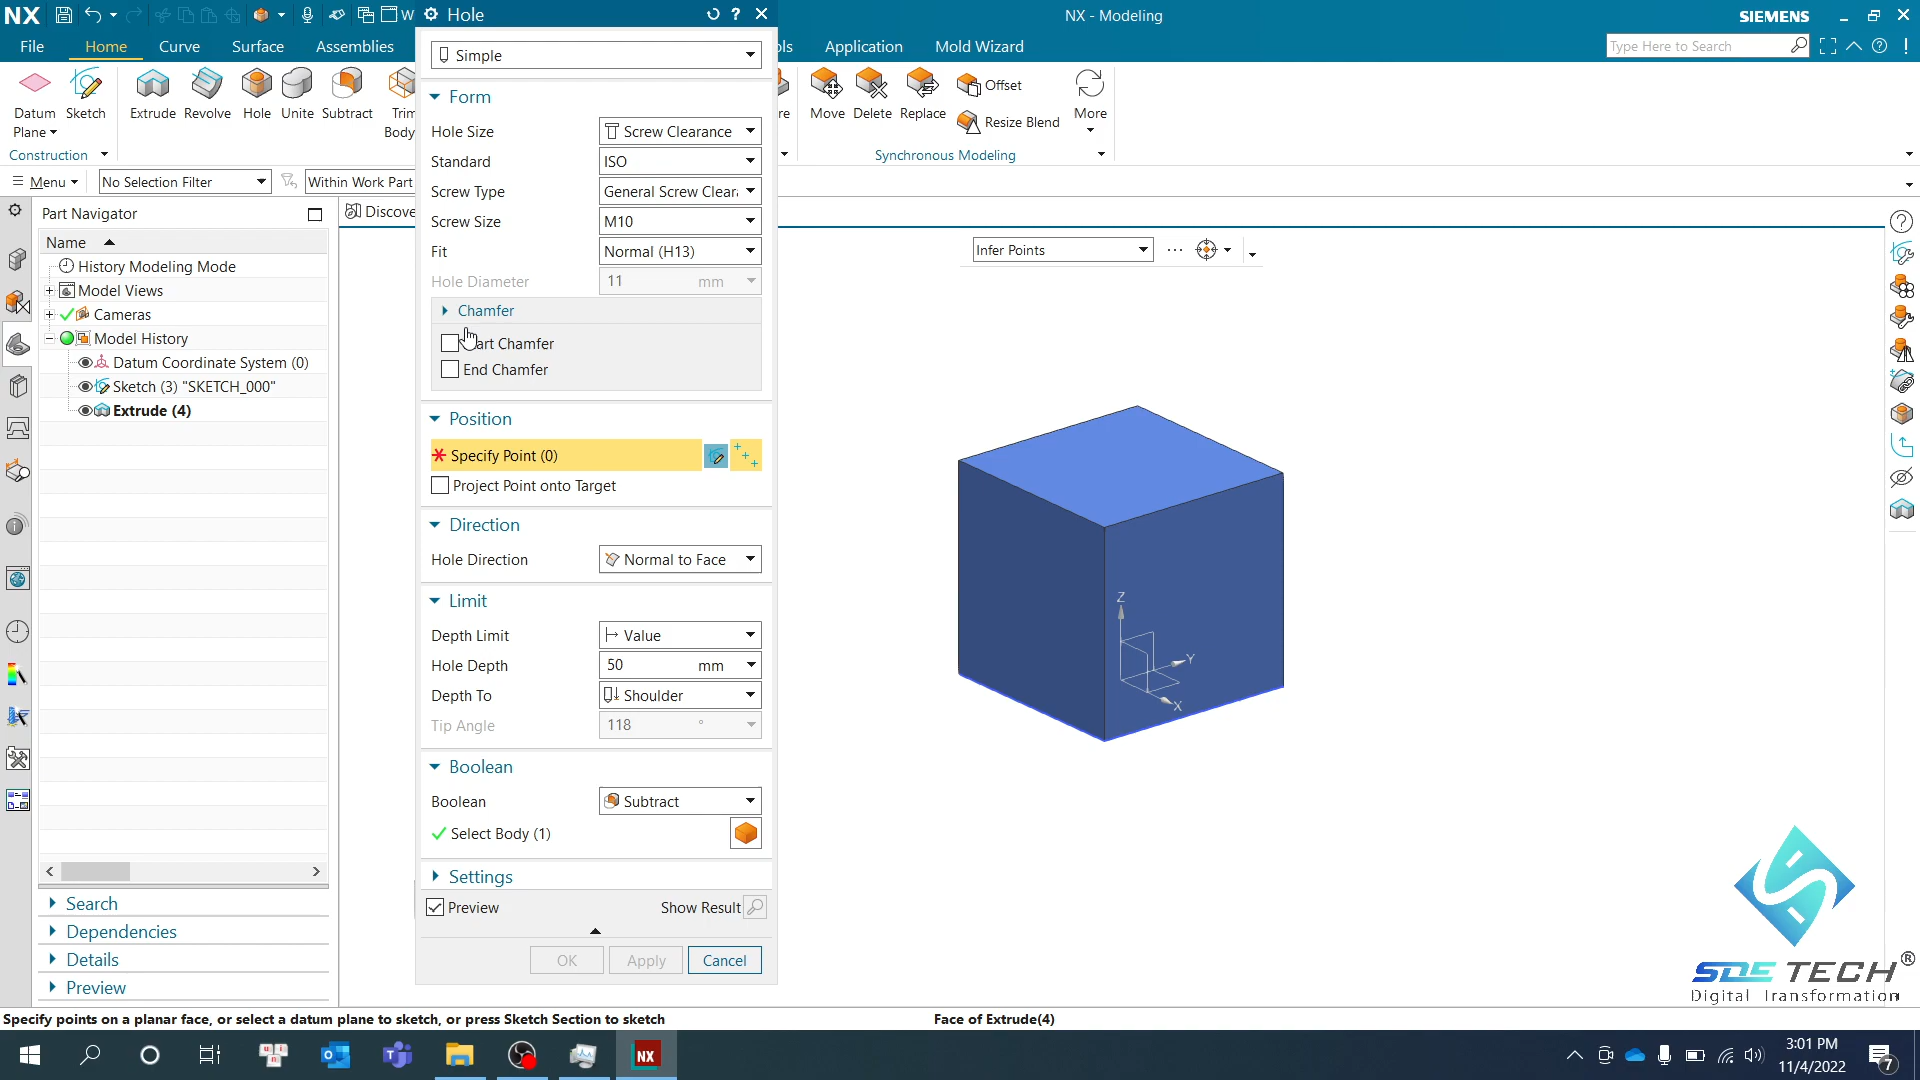 NX
W
Hole
?
NX - Modeling
SIEMENS
File
Home
Curve
Surface
Assemblies
Application
Mold Wizard
Type Here to Search
Simple
Datum
Plane
Sketch
Extrude
Revolve
Hole
Unite
Subtract
Trim
Body
Move
Delete
Replace
Offset
Resize Blend
More
Construction
Synchronous Modeling
Form
Hole Size
Screw Clearance
Standard
ISO
Screw Type
General Screw Clear
Screw Size
M10
Fit
Normal (H13)
Hole Diameter
11 mm
Chamfer
art Chamfer
End Chamfer
Position
* Specify Point (0)
Project Point onto Target
Direction
Hole Direction
Normal to Face
Limit
Depth Limit
Value
Hole Depth
50 mm
Depth To
Shoulder
Tip Angle
118 °
Boolean
Boolean
Subtract
Select Body (1)
Settings
Preview
Show Result
OK
Apply
Cancel
Menu
No Selection Filter
Within Work Part
Part Navigator
Discove
Name
History Modeling Mode
Model Views
Cameras
Model History
Datum Coordinate System (0)
Sketch (3) "SKETCH_000"
Extrude (4)
Search
Dependencies
Details
Preview
Infer Points
Z
Y
X
SDE TECH®
Digital Transformation
Specify points on a planar face, or select a datum plane to sketch, or press Sketch Section to sketch
Face of Extrude(4)
NX
3:01 PM
11/4/2022
7